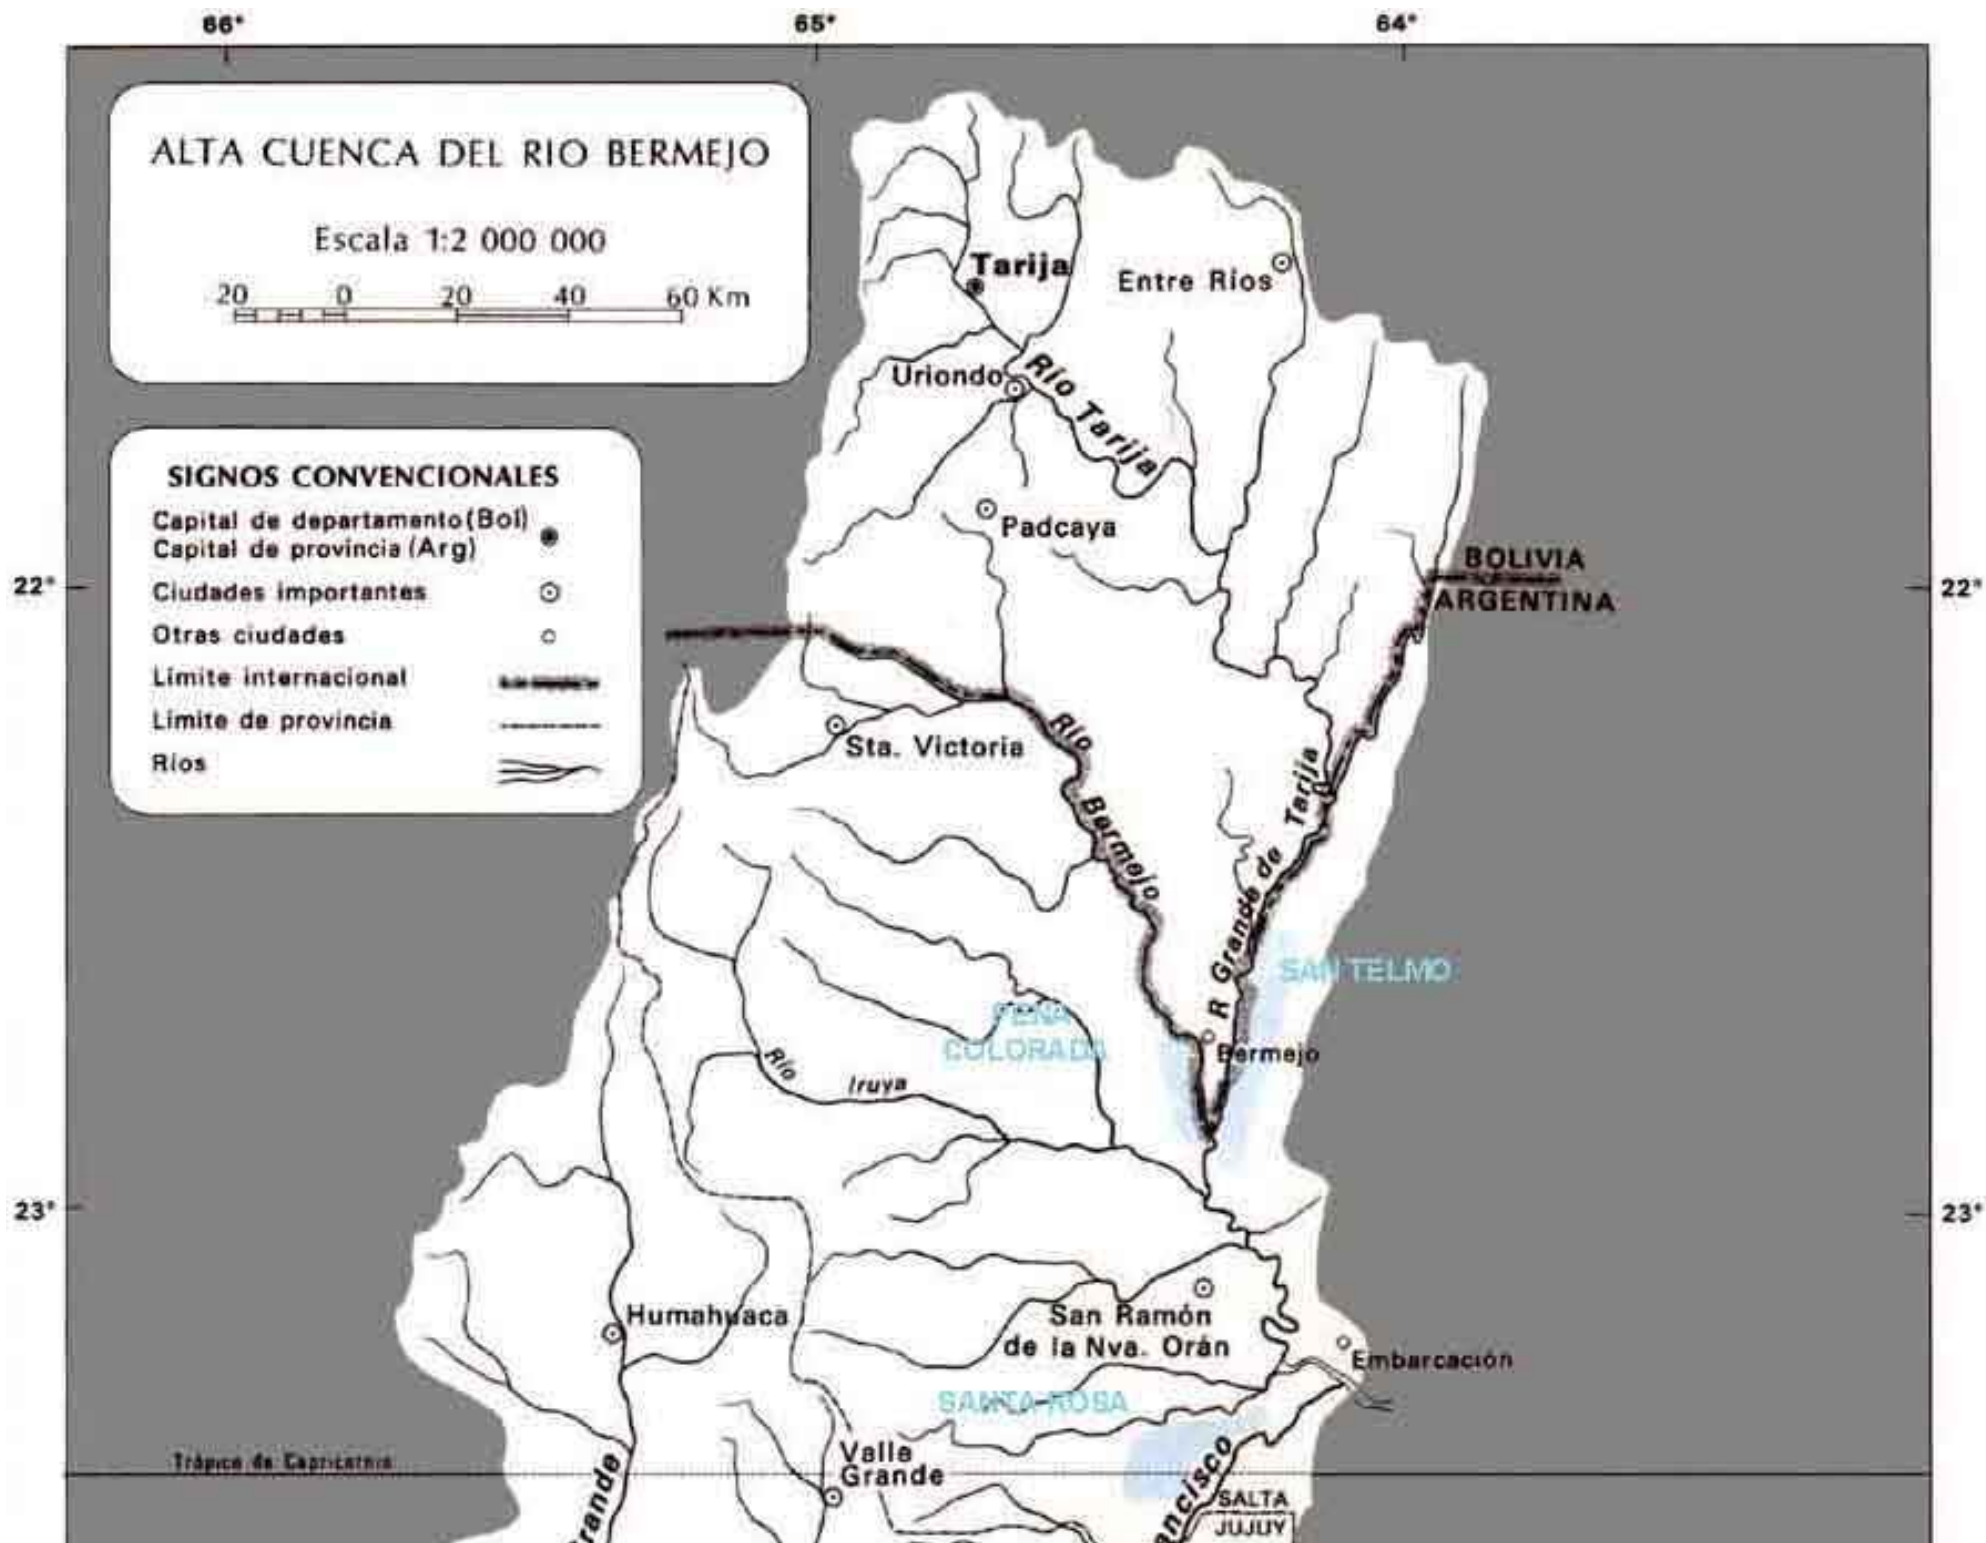 66° 65° 64°
ALTA CUENCA DEL RIO BERMEJO
Escala 1:2 000 000
20 0 20 40 60 Km
Tarija
Entre Ríos
Uriondo
Río Tarija
SIGNOS CONVENCIONALES
Capital de departamento (Bol)
Capital de provincia (Arg)
Ciudades importantes
Otras ciudades
Límite internacional
Límite de provincia
Ríos
Padcaya
22°
22°
BOLIVIA
ARGENTINA
Sta. Victoria
Río Bermejo
R Grande de Tarija
SAN TELMO
PENA
COLORADA
Bermejo
Río Iruya
23°
23°
Humahuaca
San Ramón
de la Nva. Orán
Embarcación
SANTA ROSA
Trópico de Capricornio
Valle
Grande
Grande
ancisco
SALTA
JUJUY